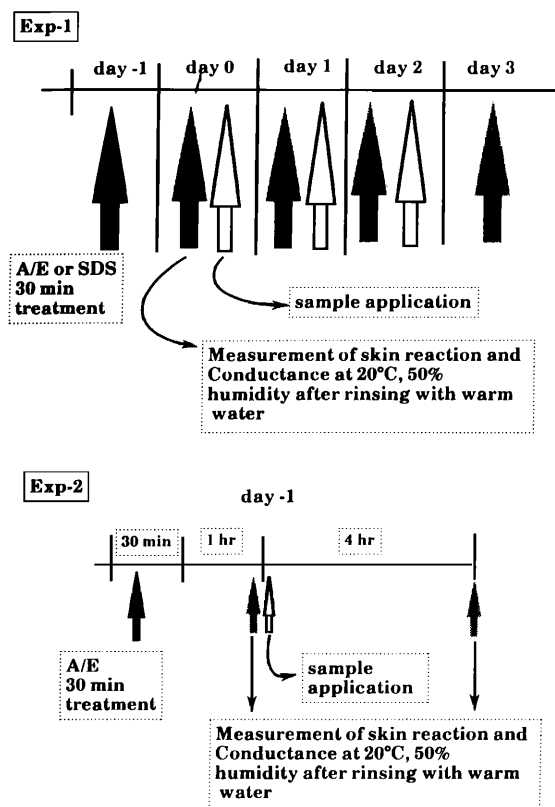 Exp-1
day -1 day 0 day 1 day 2 day 3
A/E or SDS
30 min
treatment
sample application
Measurement of skin reaction and
Conductance at 20°C, 50%
humidity after rinsing with warm
water
Exp-2
day -1
30 min 1 hr 4 hr
A/E
30 min
treatment
sample
application
Measurement of skin reaction and
Conductance at 20°C, 50%
humidity after rinsing with warm
water